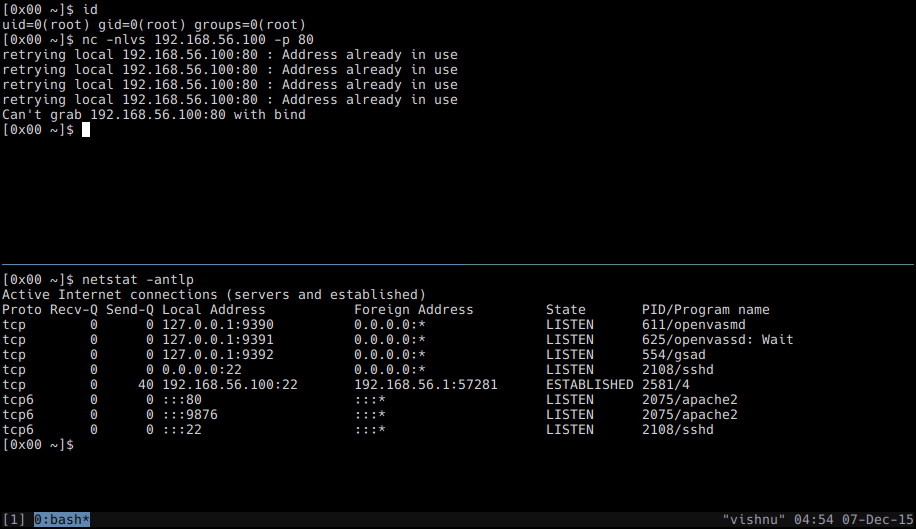 [0x00 ~]$ id
uid=0(root) gid=0(root) groups=0(root)
[0x00 ~]$ nc -nlvs 192.168.56.100 -p 80
retrying local 192.168.56.100:80 : Address already in use
retrying local 192.168.56.100:80 : Address already in use
retrying local 192.168.56.100:80 : Address already in use
retrying local 192.168.56.100:80 : Address already in use
Can't grab 192.168.56.100:80 with bind
[0x00 ~]$
[0x00 ~]$ netstat -antlp
Active Internet connections (servers and established)
Proto Recv-Q Send-Q Local Address           Foreign Address         State       PID/Program name
tcp        0      0 127.0.0.1:9390          0.0.0.0:*               LISTEN      611/openvasmd
tcp        0      0 127.0.0.1:9391          0.0.0.0:*               LISTEN      625/openvassd: Wait
tcp        0      0 127.0.0.1:9392          0.0.0.0:*               LISTEN      554/gsad
tcp        0      0 0.0.0.0:22              0.0.0.0:*               LISTEN      2108/sshd
tcp        0     40 192.168.56.100:22       192.168.56.1:57281      ESTABLISHED 2581/4
tcp6       0      0 :::80                   :::*                    LISTEN      2075/apache2
tcp6       0      0 :::9876                 :::*                    LISTEN      2075/apache2
tcp6       0      0 :::22                   :::*                    LISTEN      2108/sshd
[0x00 ~]$
[1] 0:bash* "vishnu" 04:54 07-Dec-15